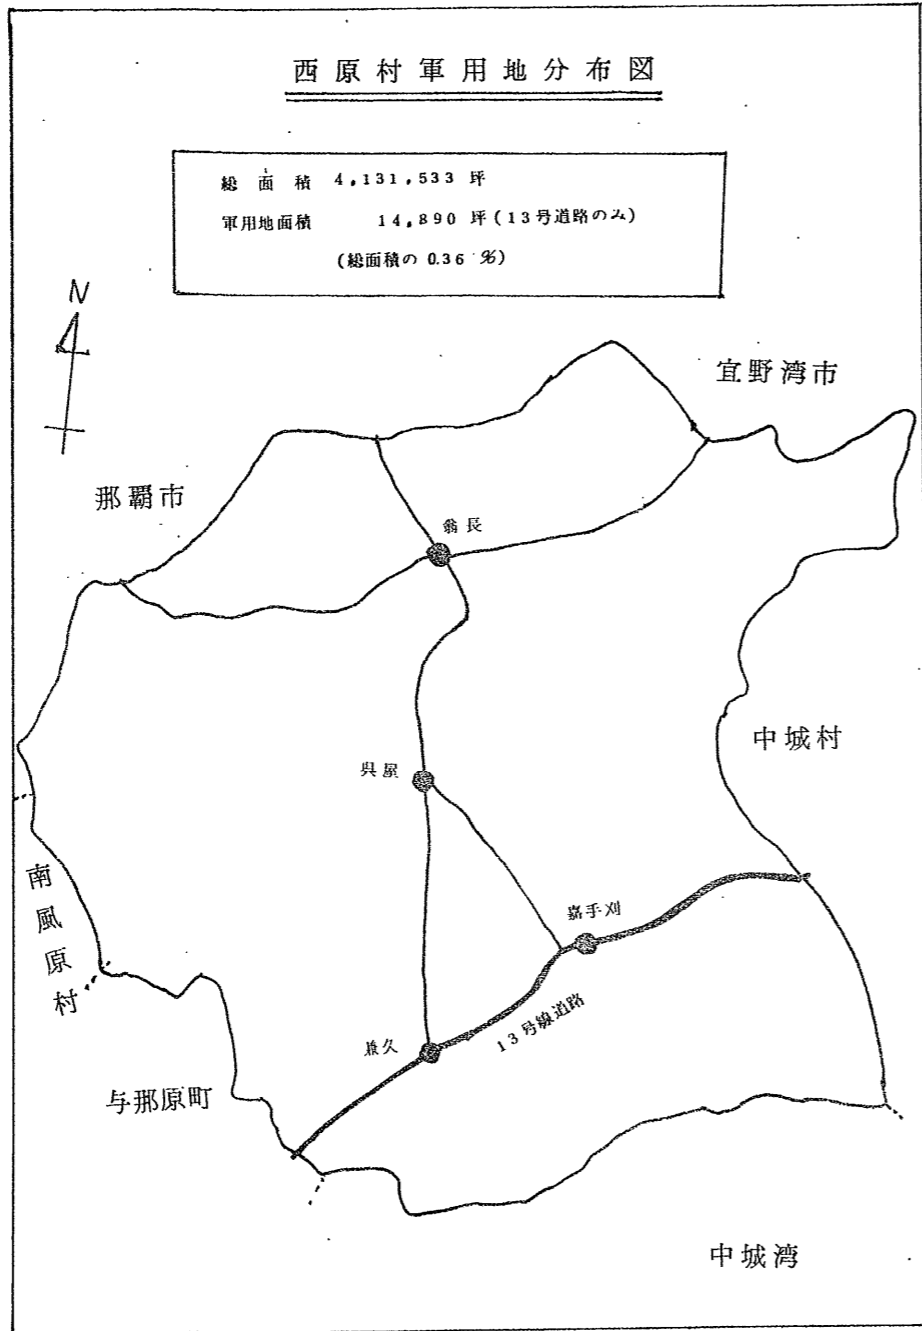 西原村軍用地分布図
総面積 4,131,533 坪
軍用地面積 14,890 坪 (13号道路のみ)
(総面積の 0.36 %)
N
宜野湾市
那覇市
翁長
中城村
呉屋
南風原村
嘉手刈
13号線道路
兼久
与那原町
中城湾